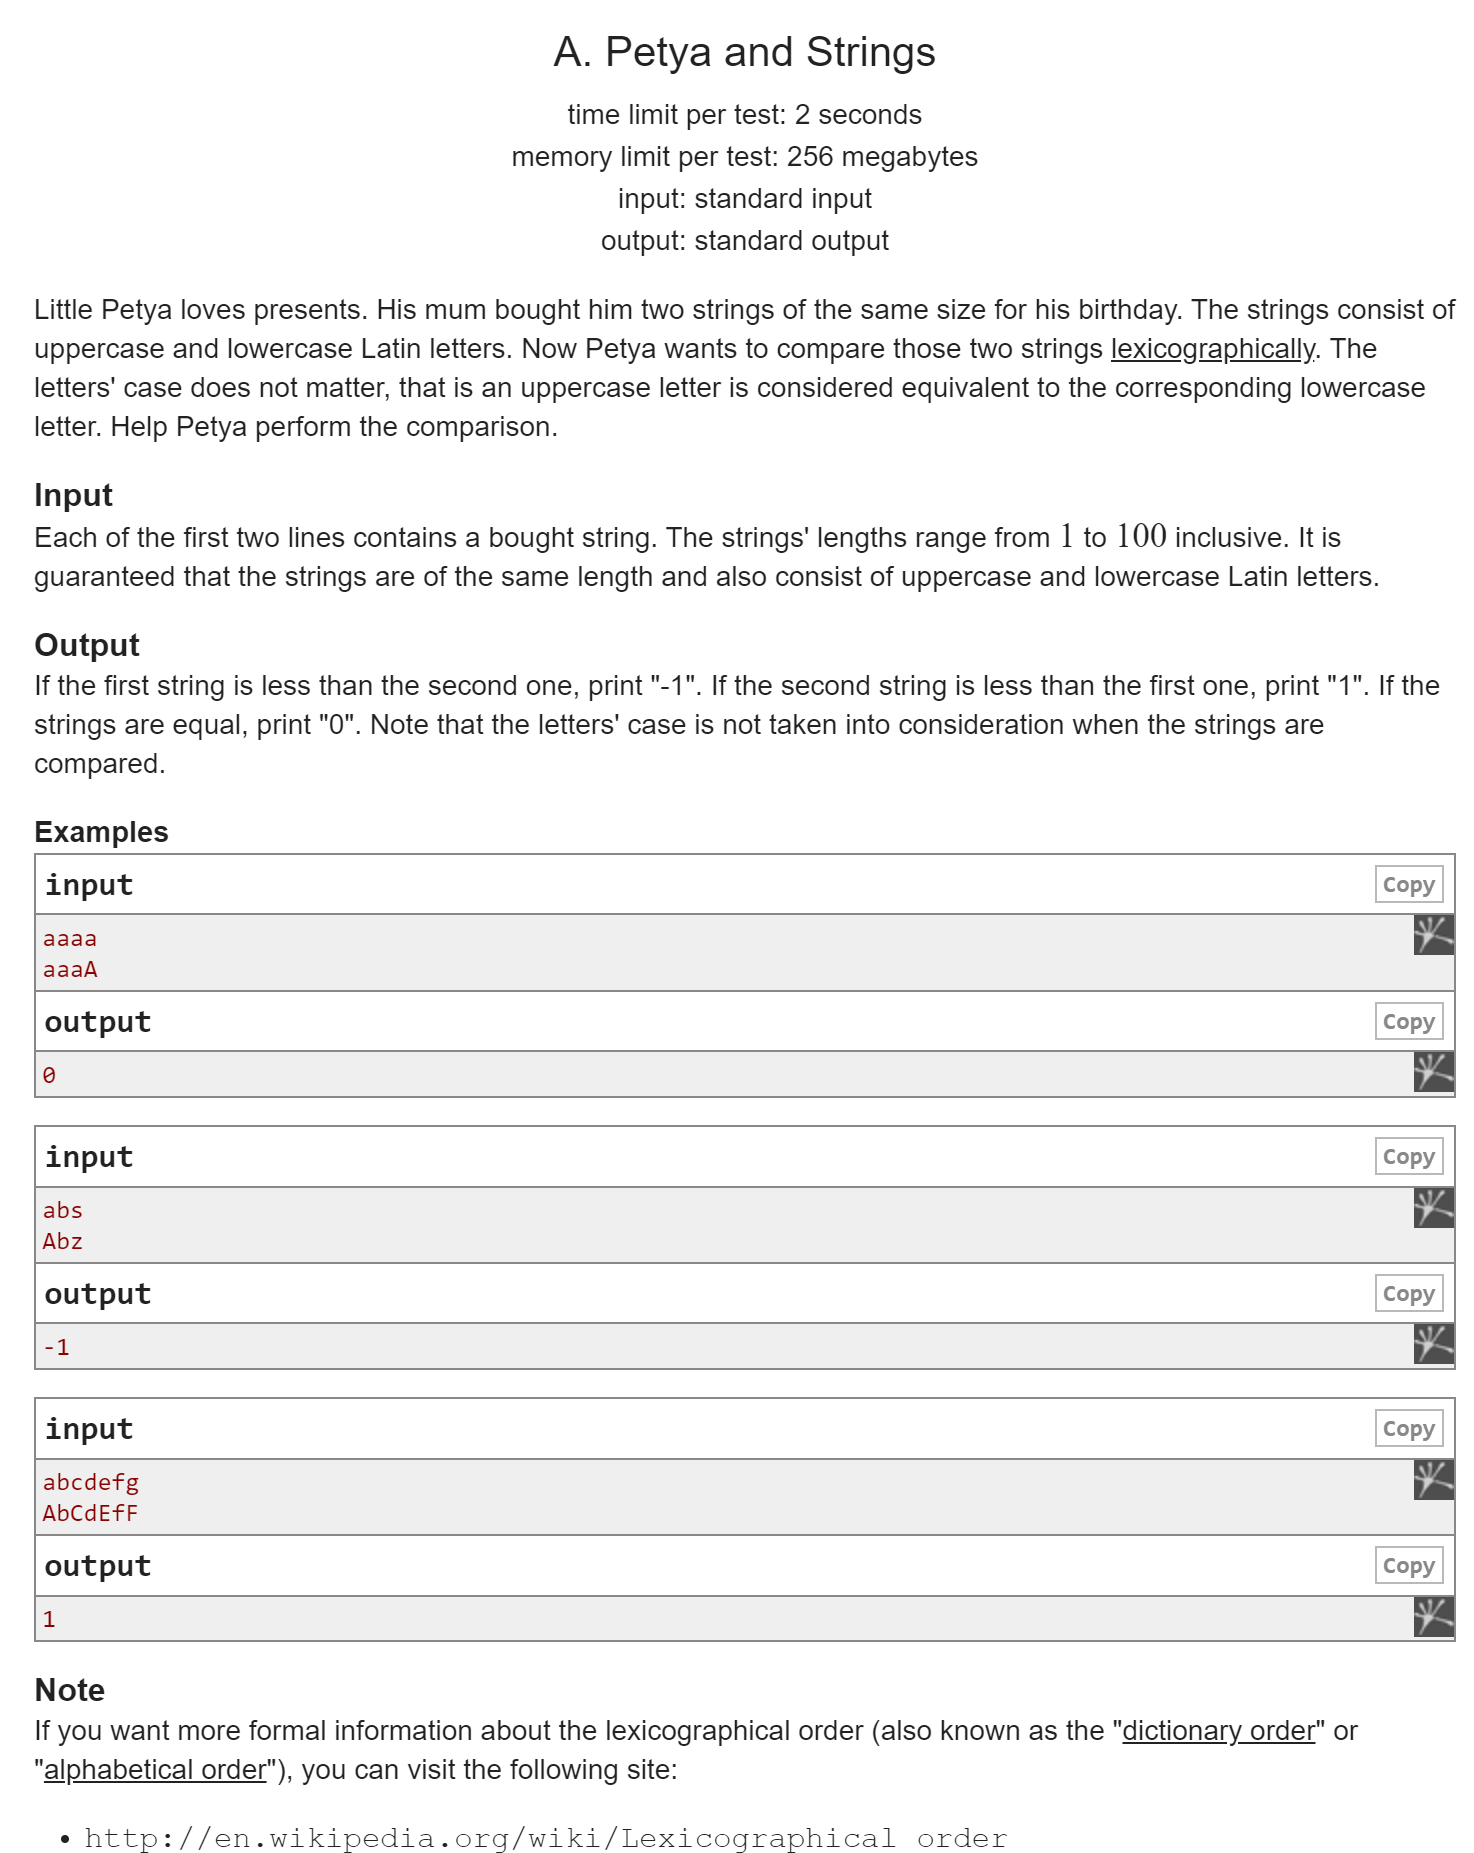 A. Petya and Strings
time limit per test: 2 seconds
memory limit per test: 256 megabytes
input: standard input
output: standard output
Little Petya loves presents. His mum bought him two strings of the same size for his birthday. The strings consist of
uppercase and lowercase Latin letters. Now Petya wants to compare those two strings lexicographically. The
letters' case does not matter, that is an uppercase letter is considered equivalent to the corresponding lowercase
letter. Help Petya perform the comparison.
Input
Each of the first two lines contains a bought string. The strings' lengths range from 1 to 100 inclusive. It is
guaranteed that the strings are of the same length and also consist of uppercase and lowercase Latin letters.
Output
If the first string is less than the second one, print "-1". If the second string is less than the first one, print "1". If the
strings are equal, print "0". Note that the letters' case is not taken into consideration when the strings are
compared.
Examples
input Copy
aaaa
aaaA
output Copy
0
input Copy
abs
Abz
output Copy
-1
input Copy
abcdefg
AbCdEfF
output Copy
1
Note
If you want more formal information about the lexicographical order (also known as the "dictionary order" or
"alphabetical order"), you can visit the following site:
• http://en.wikipedia.org/wiki/Lexicographical order